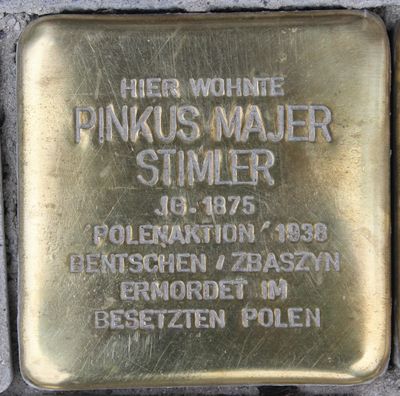 HIER WOHNTE
PINKUS MAJER
STIMLER
JG. 1875
'POLENAKTION' 1938
BENTSCHEN / ZBASZYN
ERMORDET IM
BESETZTEN POLEN